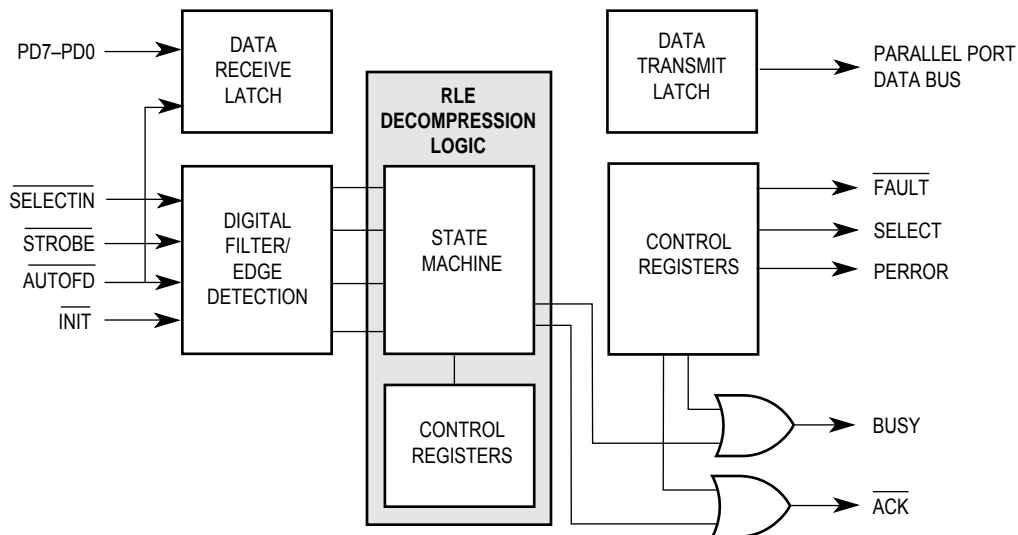 PD7–PD0
DATA
RECEIVE
LATCH
RLE
DECOMPRESSION
LOGIC
DATA
TRANSMIT
LATCH
PARALLEL PORT
DATA BUS
SELECTIN
STROBE
AUTOFD
INIT
DIGITAL
FILTER/
EDGE
DETECTION
STATE
MACHINE
CONTROL
REGISTERS
CONTROL
REGISTERS
FAULT
SELECT
PERROR
BUSY
ACK